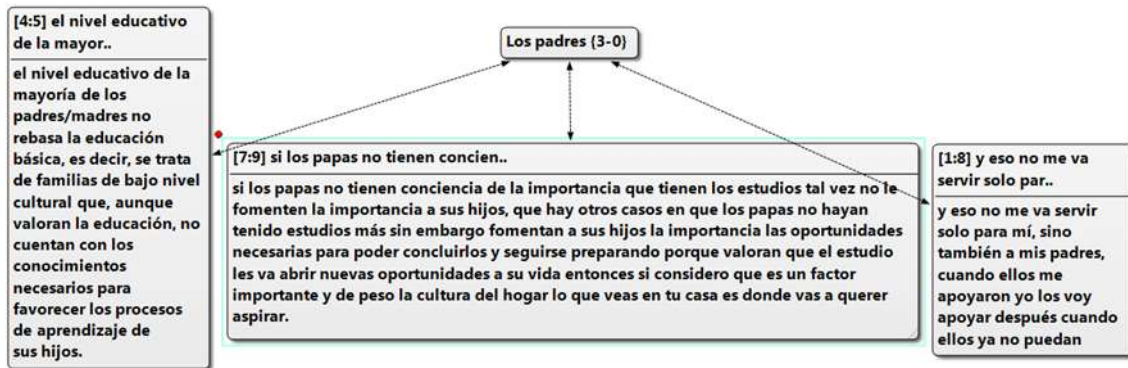 Los padres {3-0}
[4:5] el nivel educativo
de la mayor..
el nivel educativo de la
mayoría de los
padres/madres no
rebasa la educación
básica, es decir, se trata
de familias de bajo nivel
cultural que, aunque
valoran la educación, no
cuentan con los
conocimientos
necesarios para
favorecer los procesos
de aprendizaje de
sus hijos.
[7:9] si los papas no tienen concien..
si los papas no tienen conciencia de la importancia que tienen los estudios tal vez no le
fomenten la importancia a sus hijos, que hay otros casos en que los papas no hayan
tenido estudios más sin embargo fomentan a sus hijos la importancia las oportunidades
necesarias para poder concluirlos y seguirse preparando porque valoran que el estudio
les va abrir nuevas oportunidades a su vida entonces si considero que es un factor
importante y de peso la cultura del hogar lo que veas en tu casa es donde vas a querer
aspirar.
[1:8] y eso no me va
servir solo par..
y eso no me va servir
solo para mí, sino
también a mis padres,
cuando ellos me
apoyaron yo los voy
apoyar después cuando
ellos ya no puedan